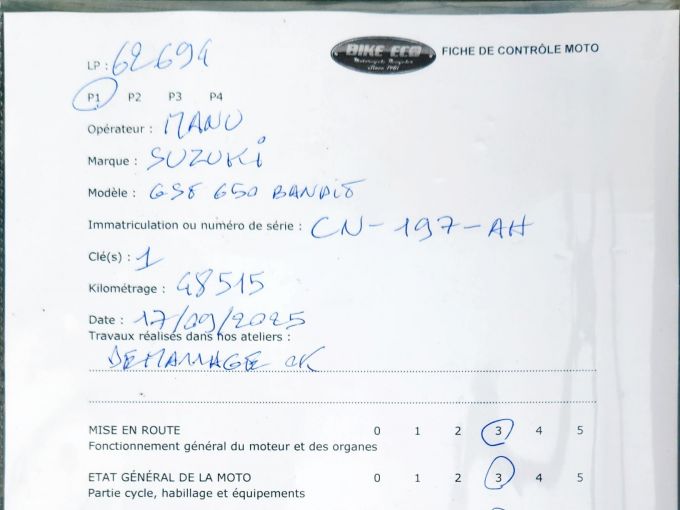 BIKE ECO
FICHE DE CONTRÔLE MOTO
LP : 62694
P1 P2 P3 P4
Opérateur : MANU
Marque : SUZUKi
Modèle : GSF 650 BANDIT
Immatriculation ou numéro de série : CN-197-AH
Clé(s) : 1
Kilométrage : 48515
Date : 17/09/2025
Travaux réalisés dans nos ateliers :
DEMARRAGE OK
MISE EN ROUTE 0 1 2 3 4 5
Fonctionnement général du moteur et des organes
ETAT GÉNÉRAL DE LA MOTO 0 1 2 3 4 5
Partie cycle, habillage et équipements